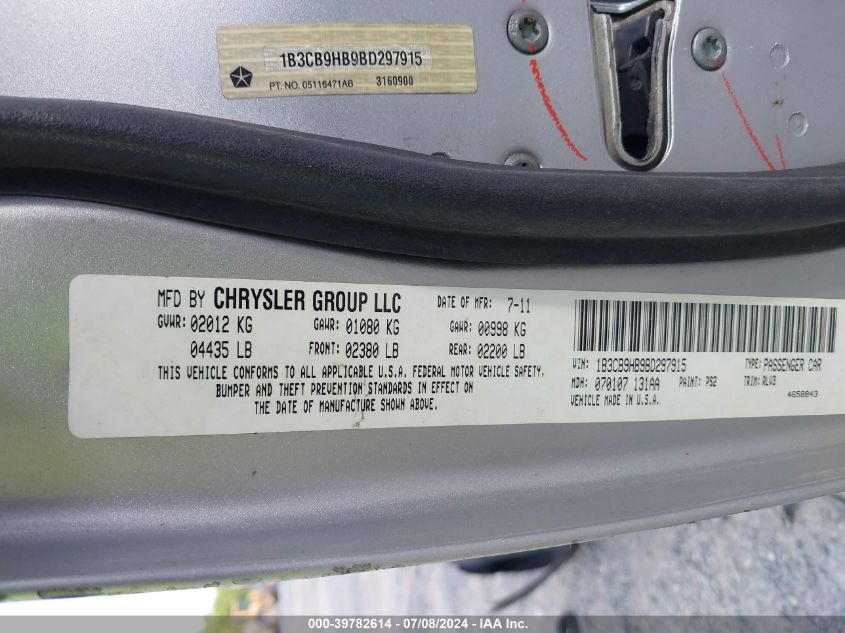 1B3CB9HB9BD297915
PT. NO. 05116471AB 3160900
MFD BY CHRYSLER GROUP LLC DATE OF MFR: 7-11
GVWR: 02012 KG GAWR: 01080 KG GAWR: 00998 KG
04435 LB FRONT: 02380 LB REAR: 02200 LB
THIS VEHICLE CONFORMS TO ALL APPLICABLE U.S.A. FEDERAL MOTOR VEHICLE SAFETY,
BUMPER AND THEFT PREVENTION STANDARDS IN EFFECT ON
THE DATE OF MANUFACTURE SHOWN ABOVE.
VIN: 1B3CB9HB9BD297915 TYPE: PASSENGER CAR
MDH: 070107 131AA PAINT: PS2 TRIM: RLV3
VEHICLE MADE IN U.S.A. 4658843
000-39782614 - 07/08/2024 - IAA Inc.